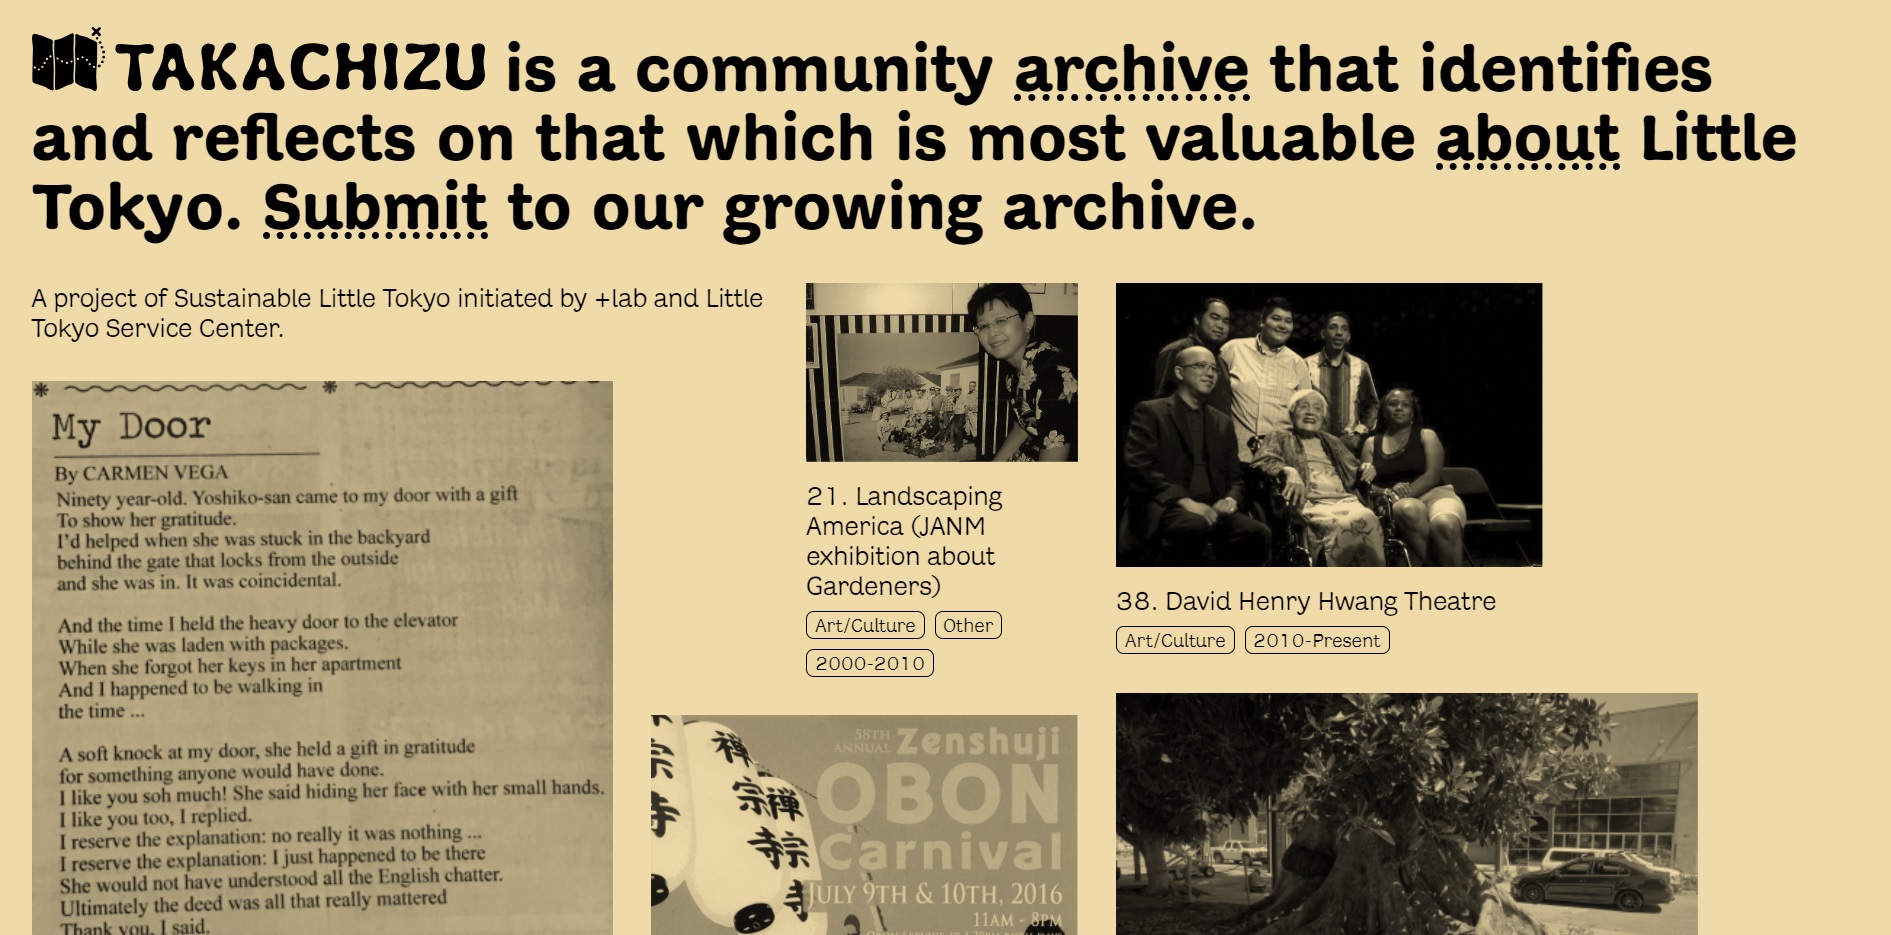 TAKACHIZU is a community archive that identifies
and reflects on that which is most valuable about Little
Tokyo. Submit to our growing archive.
A project of Sustainable Little Tokyo initiated by +lab and Little
Tokyo Service Center.
My Door
By CARMEN VEGA
Ninety year-old. Yoshiko-san came to my door with a gift
To show her gratitude.
I'd helped when she was stuck in the backyard
behind the gate that locks from the outside
and she was in. It was coincidental.
And the time I held the heavy door to the elevator
While she was laden with packages.
When she forgot her keys in her apartment
And I happened to be walking in
the time ...
A soft knock at my door, she held a gift in gratitude
for something anyone would have done.
I like you soh much! She said hiding her face with her small hands.
I like you too, I replied.
I reserve the explanation: no really it was nothing ...
I reserve the explanation: I just happened to be there
She would not have understood all the English chatter.
Ultimately the deed was all that really mattered
Thank you, I said.
21. Landscaping
America (JANM
exhibition about
Gardeners)
Art/Culture
Other
2000-2010
禅宗寺
禅宗寺
58TH
ANNUAL Zenshuji
OBON
Carnival
JULY 9TH & 10TH, 2016
11AM - 8PM
38. David Henry Hwang Theatre
Art/Culture
2010-Present